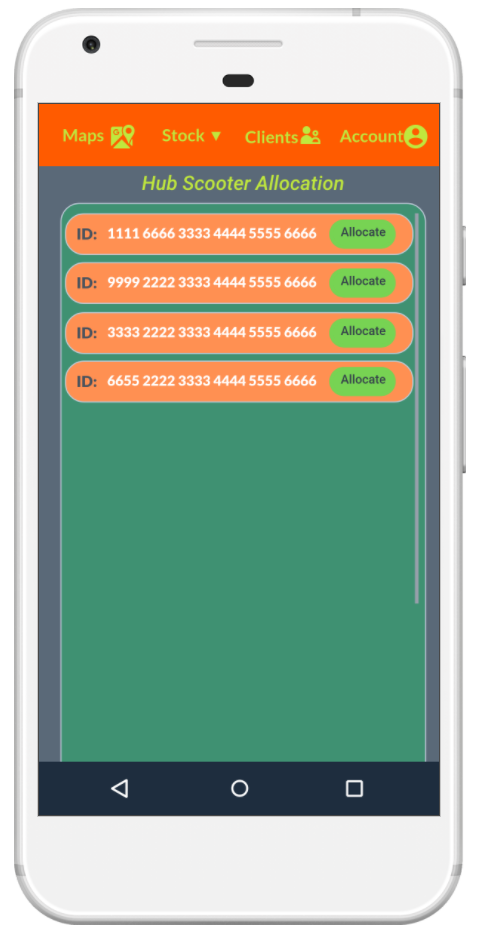 Maps Stock ▼ Clients Account
Hub Scooter Allocation
ID: 1111 6666 3333 4444 5555 6666 Allocate
ID: 9999 2222 3333 4444 5555 6666 Allocate
ID: 3333 2222 3333 4444 5555 6666 Allocate
ID: 6655 2222 3333 4444 5555 6666 Allocate